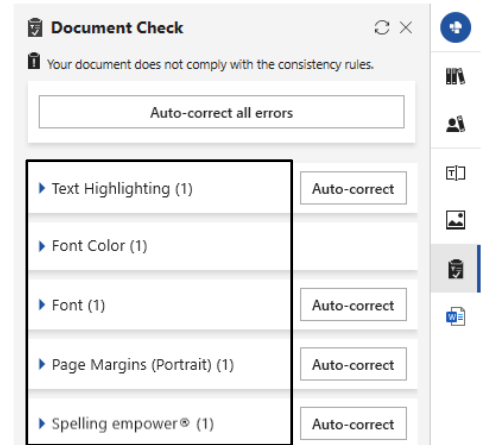 Document Check
Your document does not comply with the consistency rules.
Auto-correct all errors
Text Highlighting (1) Auto-correct
Font Color (1)
Font (1) Auto-correct
Page Margins (Portrait) (1) Auto-correct
Spelling empower® (1) Auto-correct